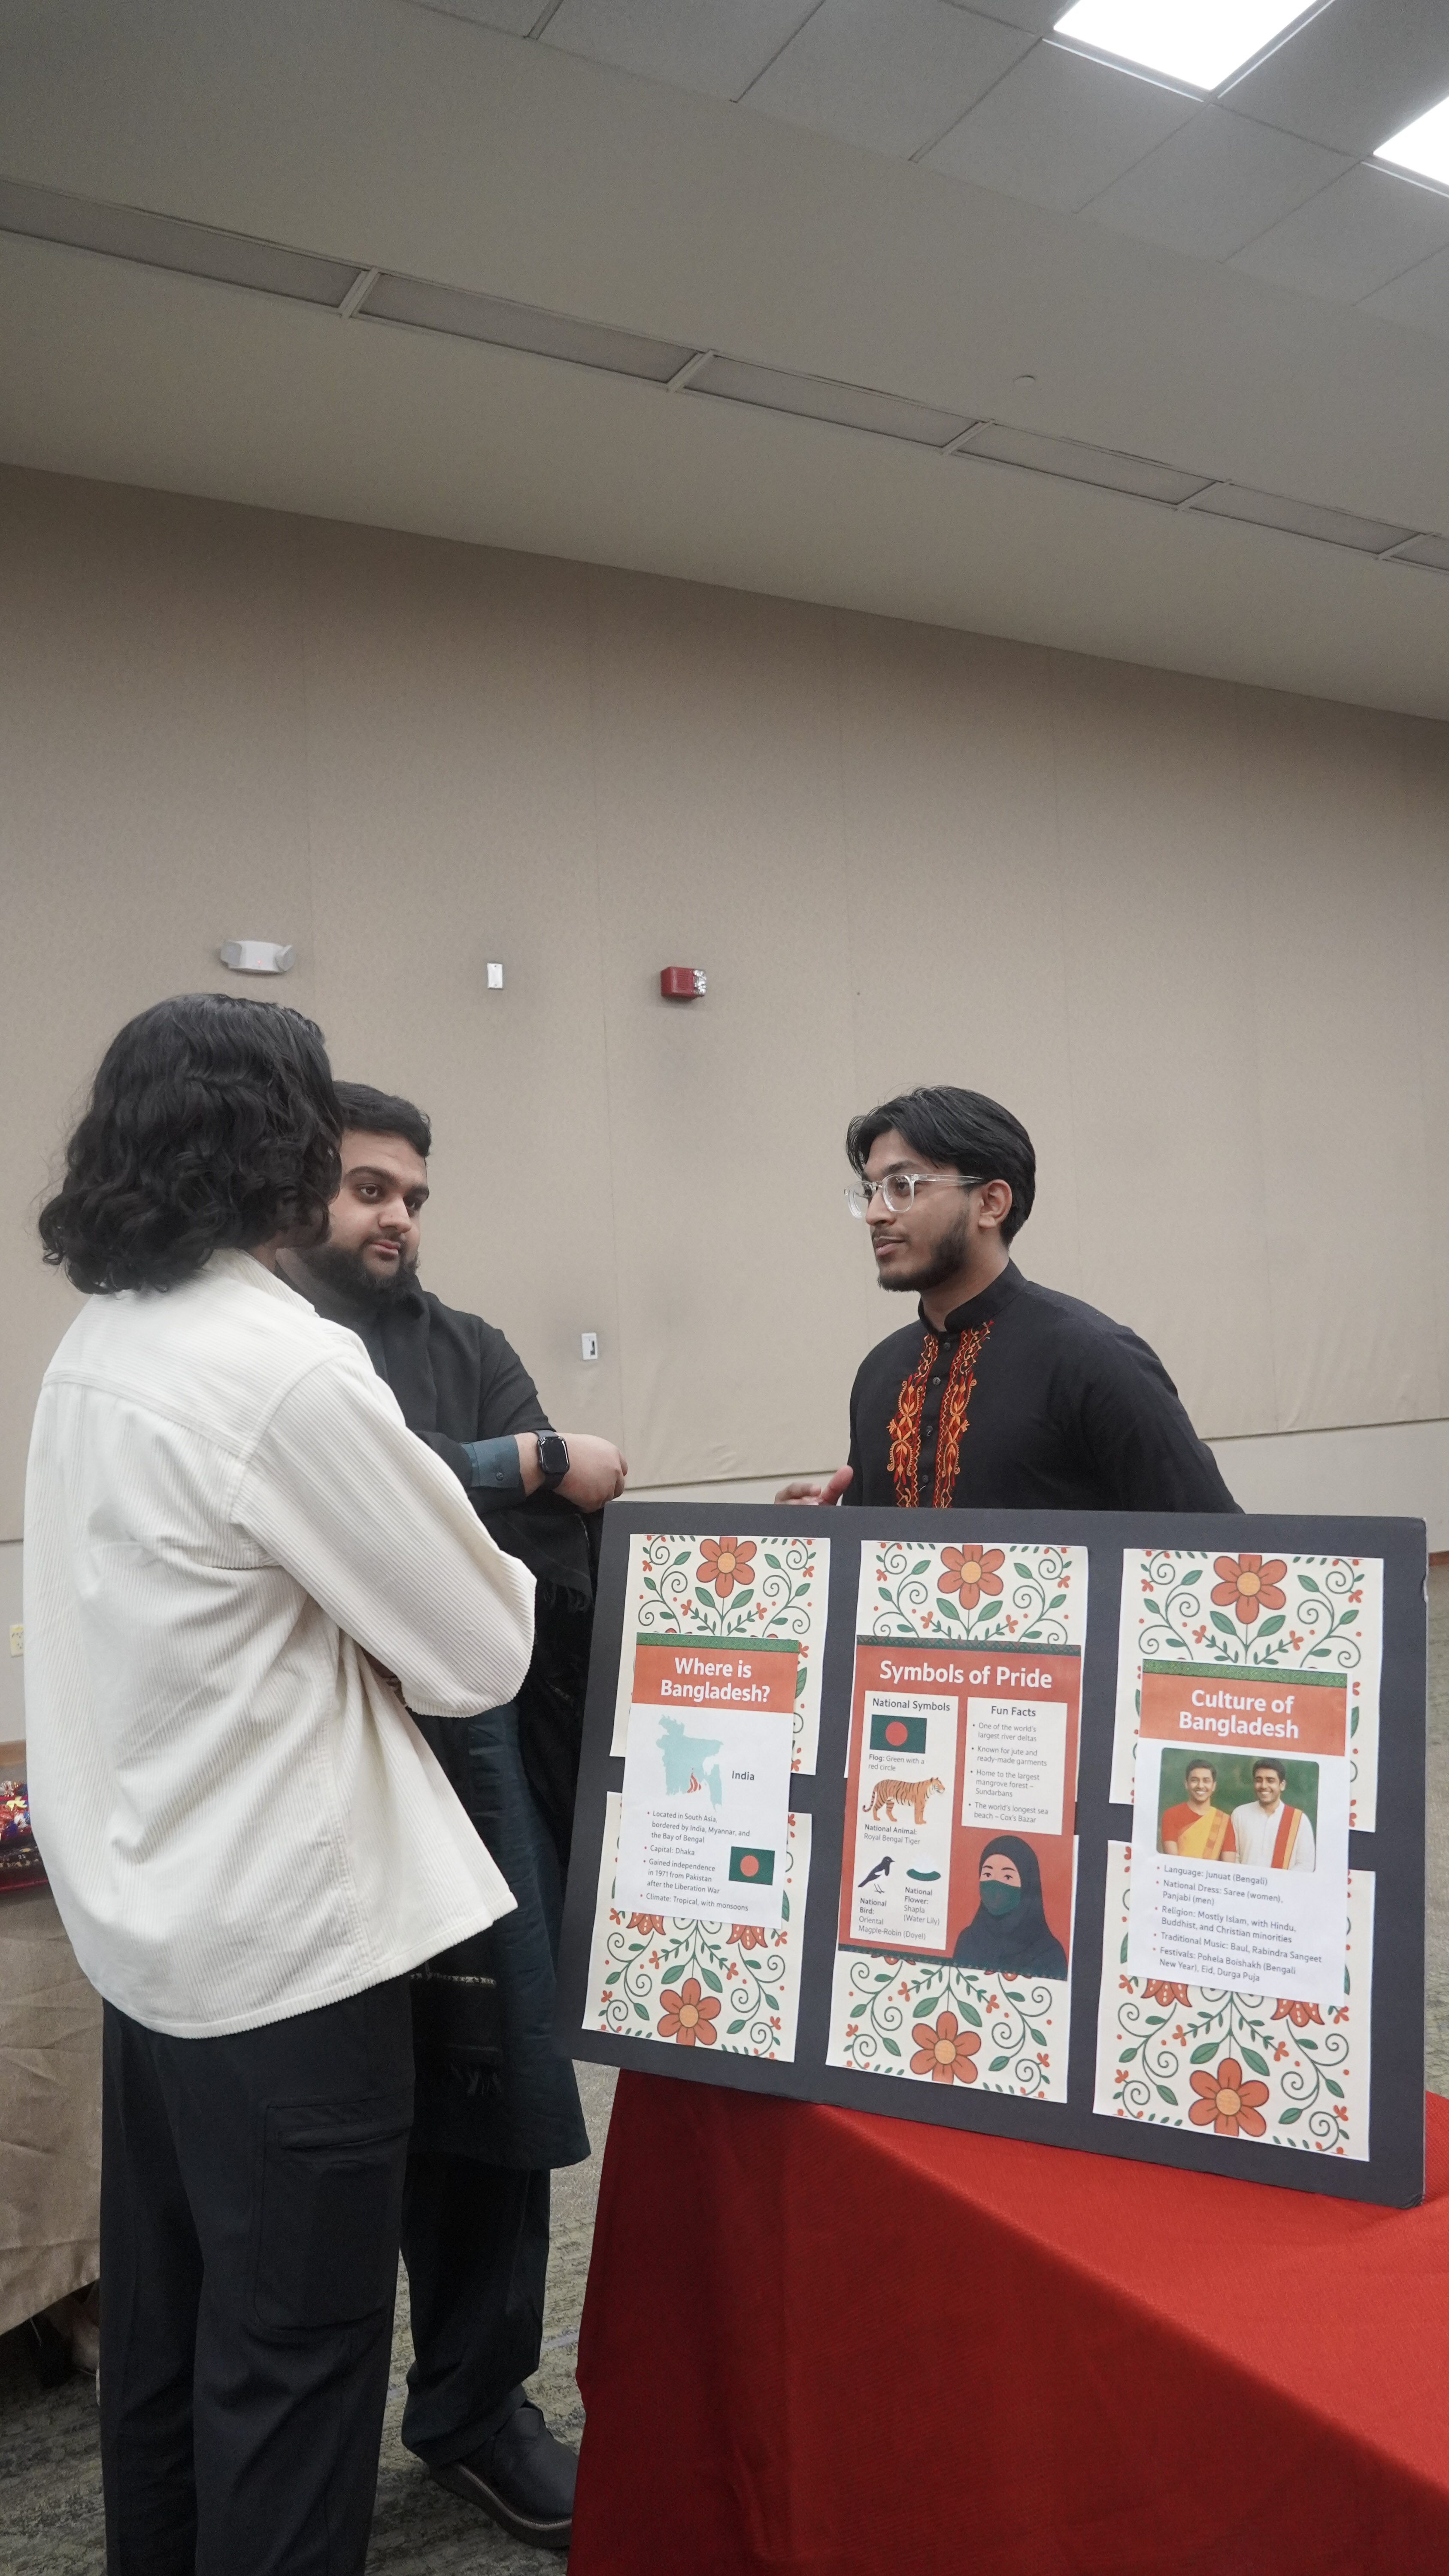 Where is
Bangladesh?
India
• Located in South Asia,
bordered by India, Myanmar, and
the Bay of Bengal
• Capital: Dhaka
• Gained independence
in 1971 from Pakistan
after the Liberation War
• Climate: Tropical, with monsoons.
Symbols of Pride
National Symbols
Flog: Green with a
red circle
National Animal:
Royal Bengal Tiger
National
Bird:
Oriental
Magple-Robin (Doyel)
National
Flower:
Shapla
(Water Lily)
Fun Facts
• One of the world's
largest river deltas
• Known for jute and
ready-made garments
• Home to the largest
mangrove forest –
Sundarbans
• The world's longest sea
beach – Cox's Bazar
Culture of
Bangladesh
• Language: Junuat (Bengali)
• National Dress: Saree (women),
Panjabi (men)
• Religion: Mostly Islam, with Hindu,
Buddhist, and Christian minorities
• Traditional Music: Baul, Rabindra Sangeet
• Festivals: Pohela Boishakh (Bengali
New Year), Eid, Durga Puja